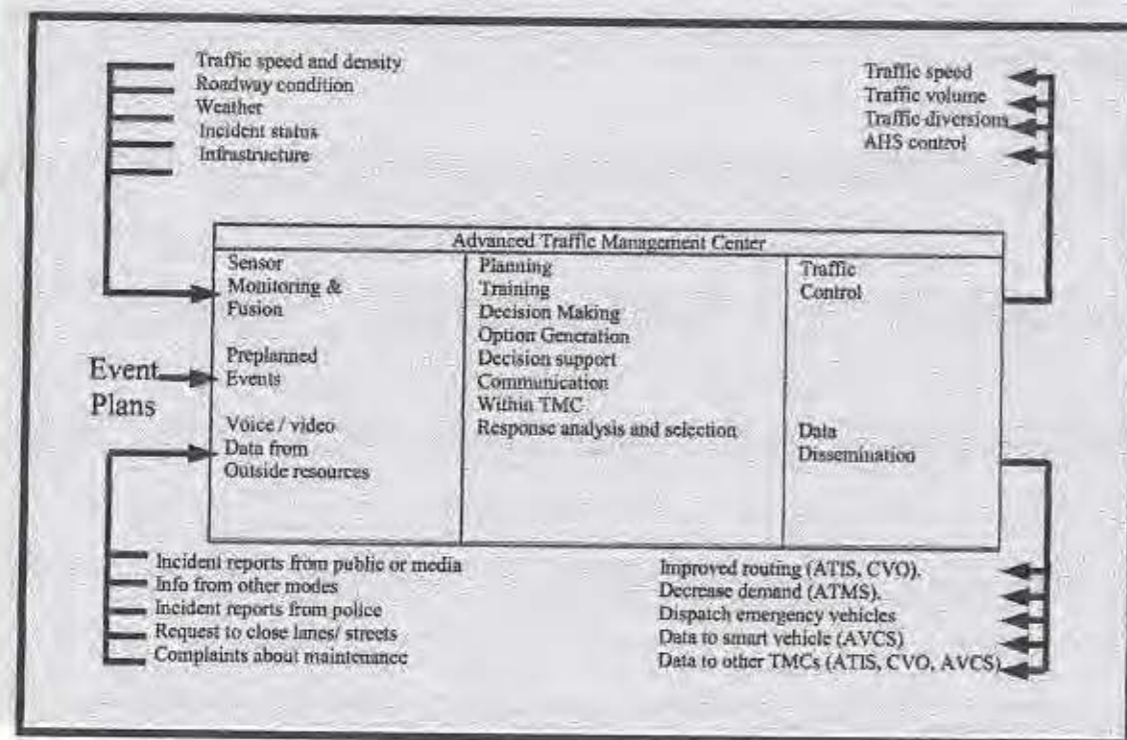 Traffic speed and density
Roadway condition
Weather
Incident status
Infrastructure
Traffic speed
Traffic volume
Traffic diversions
AHS control
Advanced Traffic Management Center
Sensor
Monitoring &
Fusion
Preplanned
Events
Voice / video
Data from
Outside resources
Planning
Training
Decision Making
Option Generation
Decision support
Communication
Within TMC
Response analysis and selection
Traffic
Control
Data
Dissemination
Event
Plans
Incident reports from public or media
Info from other modes
Incident reports from police
Request to close lanes/ streets
Complaints about maintenance
Improved routing (ATIS, CVO).
Decrease demand (ATMS).
Dispatch emergency vehicles
Data to smart vehicle (AVCS)
Data to other TMCs (ATIS, CVO, AVCS)